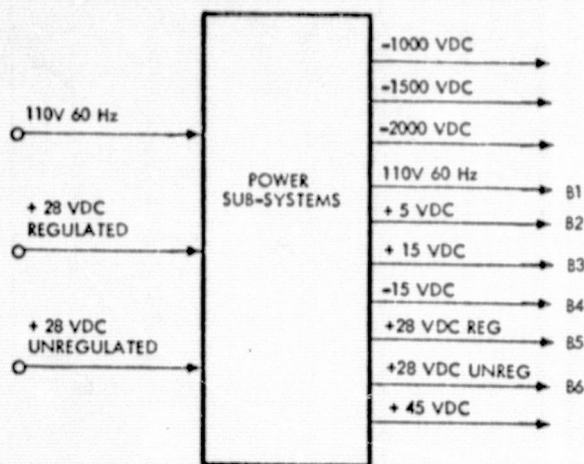 110V 60 Hz
+ 28 VDC
REGULATED
+ 28 VDC
UNREGULATED
POWER
SUB-SYSTEMS
-1000 VDC
-1500 VDC
-2000 VDC
110V 60 Hz B1
+ 5 VDC B2
+ 15 VDC B3
-15 VDC B4
+28 VDC REG B5
+28 VDC UNREG B6
+ 45 VDC